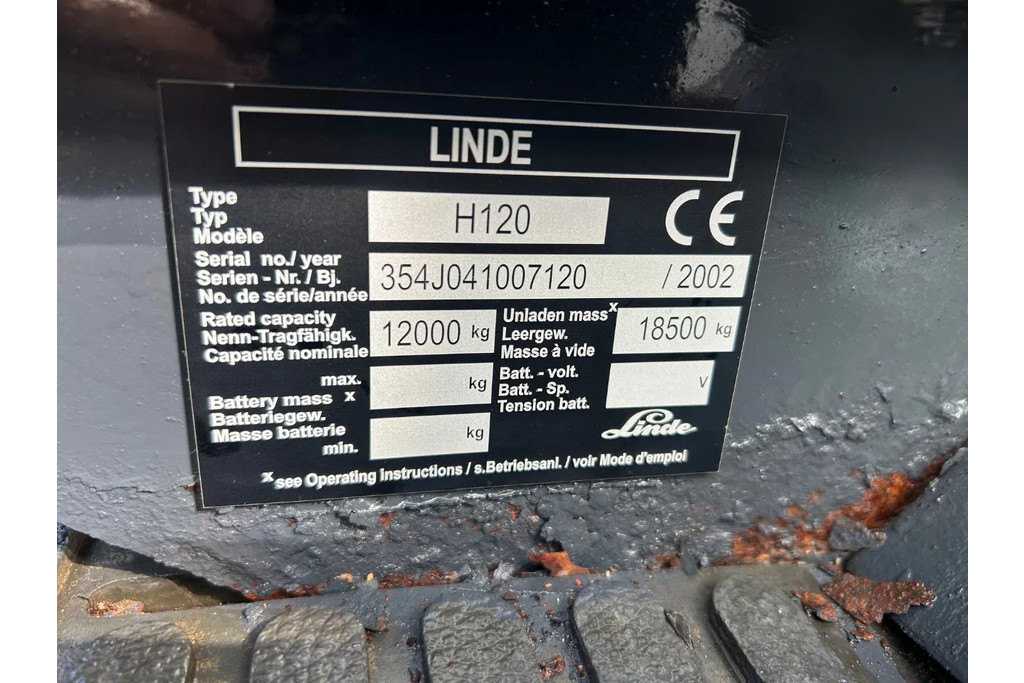 LINDE
Type
Typ
Modèle
H120
CE
Serial no./year
Serien - Nr./ Bj.
No. de série/année
354J041007120 / 2002
Rated capacity
Nenn-Tragfähigk.
Capacité nominale
12000 kg
Unladen mass x
Leergew.
Masse à vide
18500 kg
max.
Battery mass x
Batteriegew.
Masse batterie
min.
kg
kg
Batt. - volt.
Batt. - Sp.
Tension batt.
V
Linde
x see Operating instructions / s.Betriebsanl. / voir Mode d'emploi